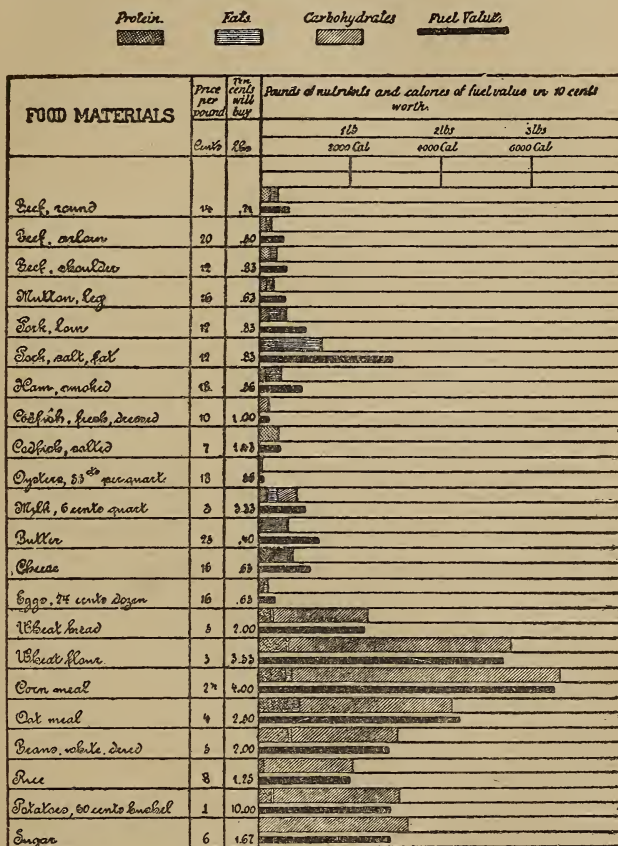 Protein. Fats. Carbohydrates Fuel Value.
FOOD MATERIALS
Price per pound
Ten cents will buy
Pounds of nutrients and calories of fuel value in 10 cents worth.
Cents Lbs
1 lb 2 lbs 3 lbs
2000 Cal 4000 Cal 6000 Cal
Beef, round 14 .71
Beef, sirloin 20 .50
Beef, shoulder 12 .83
Mutton, leg 16 .63
Pork, loin 12 .83
Pork, salt, fat 12 .83
Ham, smoked
Codfish, fresh, dressed 10 1.00
Codfish, salted 7
Oysters, per quart. 18
Milk, 6 cents quart 3 3.33
Butter 25 .40
Cheese 16 .63
Eggs, 24 cents dozen 16 .63
Wheat bread 5 2.00
Wheat flour. 3 3.33
Corn meal 4.00
Oat meal 4
Beans, white, dried 5 2.00
Rice 8 1.25
Potatoes, 60 cents bushel 1 10.00
Sugar 6 1.67